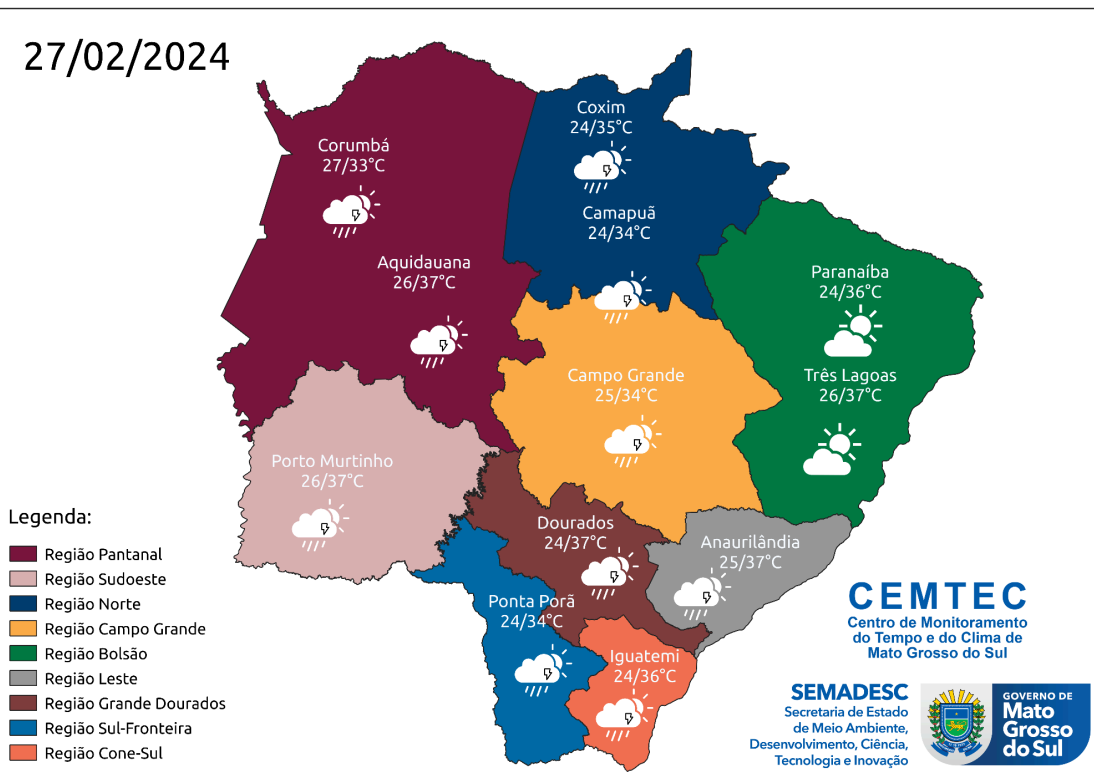 27/02/2024
Coxim
24/35°C
Corumbá
27/33°C
Camapuã
24/34°C
Aquidauana
26/37°C
Paranaíba
24/36°C
Campo Grande
25/34°C
Três Lagoas
26/37°C
Porto Murtinho
26/37°C
Dourados
24/37°C
Anaurilândia
25/37°C
Ponta Porã
24/34°C
Iguatemi
24/36°C
Legenda:
Região Pantanal
Região Sudoeste
Região Norte
Região Campo Grande
Região Bolsão
Região Leste
Região Grande Dourados
Região Sul-Fronteira
Região Cone-Sul
CEMTEC
Centro de Monitoramento
do Tempo e do Clima de
Mato Grosso do Sul
SEMADESC
Secretaria de Estado
de Meio Ambiente,
Desenvolvimento, Ciência,
Tecnologia e Inovação
GOVERNO DE
Mato
Grosso
do Sul